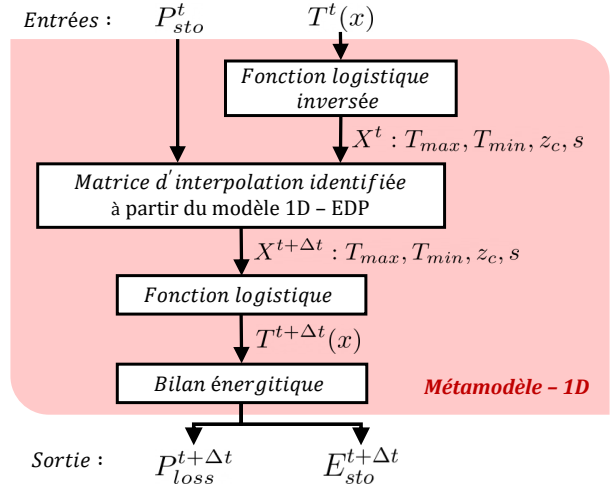 Entrées : P_{sto}^{t} T^{t}(x)
Fonction logistique
inversée
X^{t} : T_{max}, T_{min}, z_{c}, s
Matrice d'interpolation identifiée
à partir du modèle 1D – EDP
X^{t+Δt} : T_{max}, T_{min}, z_{c}, s
Fonction logistique
T^{t+Δt}(x)
Bilan énergitique
Métamodèle – 1D
Sortie : P_{loss}^{t+Δt} E_{sto}^{t+Δt}